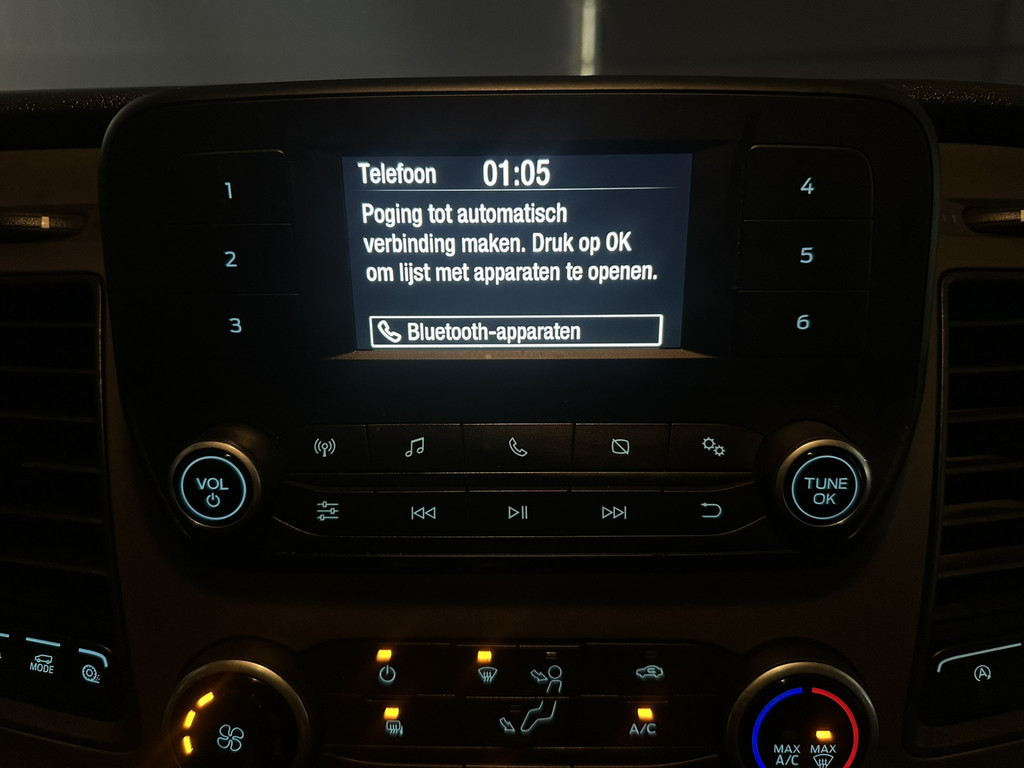 Telefoon 01:05
1
4
Poging tot automatisch
verbinding maken. Druk op OK
om lijst met apparaten te openen.
2
5
3
6
Bluetooth-apparaten
VOL
TUNE
OK
MODE
A
A/C
MAX
A/C
MAX